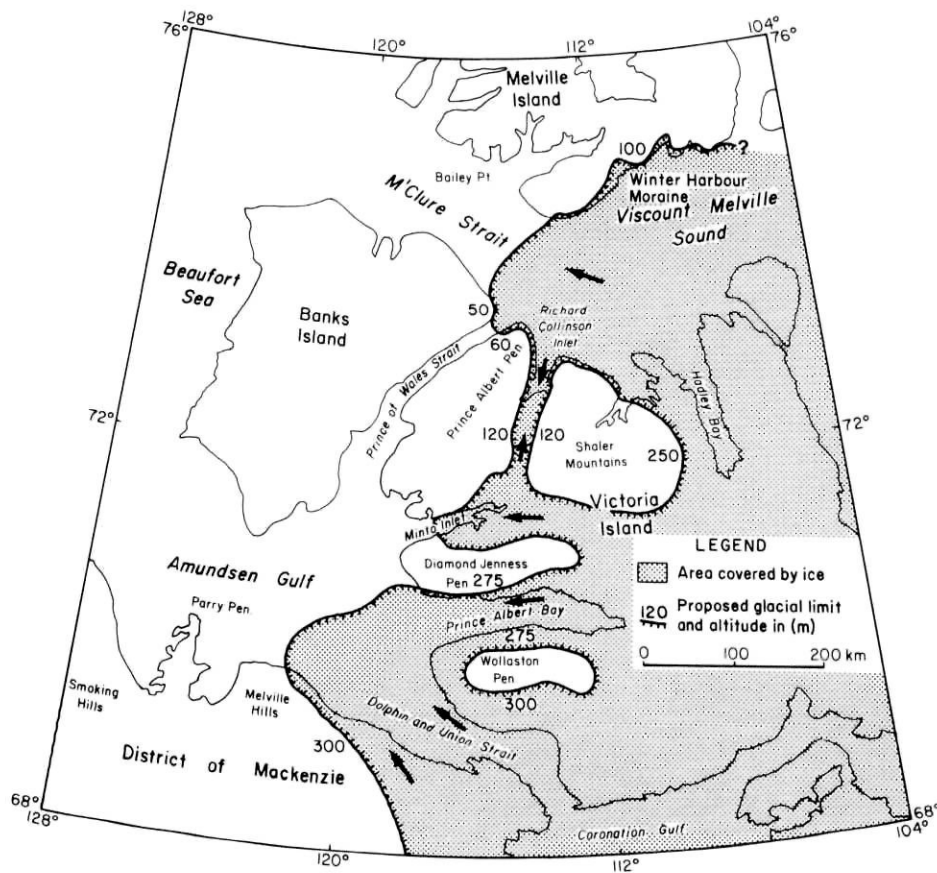 128°
76°
120°
112°
104°
76°
Melville
Island
100
?
Bailey Pt
Winter Harbour
Moraine
Viscount Melville
Sound
M'Clure Strait
Beaufort
Sea
Banks
Island
50
60
Richard
Collinson
Inlet
Prince of Wales Strait
Prince Albert Pen
Hadley Bay
72°
72°
120
120
Shaler
Mountains
250
Victoria
Island
Minto Inlet
Diamond Jenness
Pen 275
Amundsen Gulf
Parry Pen
Prince Albert Bay
275
Wollaston
Pen
300
LEGEND
Area covered by ice
120 Proposed glacial limit
and altitude in (m)
0 100 200 km
Smoking
Hills
Melville
Hills
Dolphin and Union Strait
300
District of Mackenzie
68°
128°
Coronation Gulf
68°
104°
120°
112°